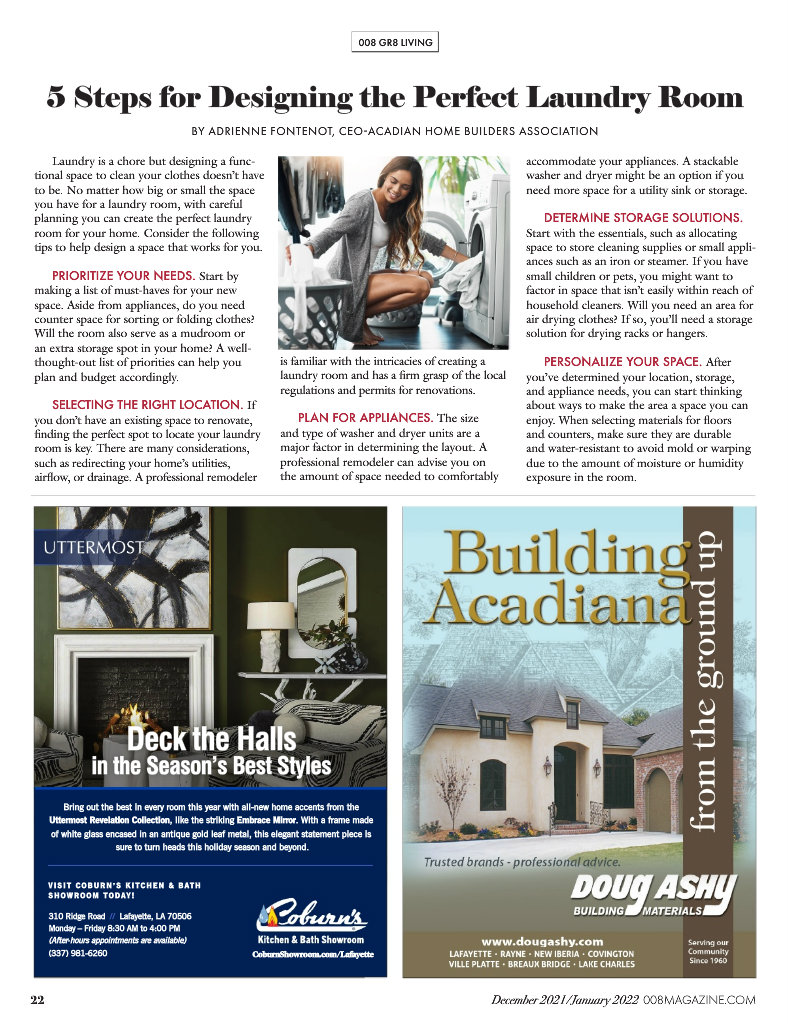 008 GR8 LIVING
5 Steps for Designing the Perfect Laundry Room
BY ADRIENNE FONTENOT, CEO-ACADIAN HOME BUILDERS ASSOCIATION
Laundry is a chore but designing a func-
tional space to clean your clothes doesn’t have
to be. No matter how big or small the space
you have for a laundry room, with careful
planning you can create the perfect laundry
room for your home. Consider the following
tips to help design a space that works for you.
PRIORITIZE YOUR NEEDS. Start by
making a list of must-haves for your new
space. Aside from appliances, do you need
counter space for sorting or folding clothes?
Will the room also serve as a mudroom or
an extra storage spot in your home? A well-
thought-out list of priorities can help you
plan and budget accordingly.
SELECTING THE RIGHT LOCATION. If
you don’t have an existing space to renovate,
finding the perfect spot to locate your laundry
room is key. There are many considerations,
such as redirecting your home’s utilities,
airflow, or drainage. A professional remodeler
is familiar with the intricacies of creating a
laundry room and has a firm grasp of the local
regulations and permits for renovations.
PLAN FOR APPLIANCES. The size
and type of washer and dryer units are a
major factor in determining the layout. A
professional remodeler can advise you on
the amount of space needed to comfortably
accommodate your appliances. A stackable
washer and dryer might be an option if you
need more space for a utility sink or storage.
DETERMINE STORAGE SOLUTIONS.
Start with the essentials, such as allocating
space to store cleaning supplies or small appli-
ances such as an iron or steamer. If you have
small children or pets, you might want to
factor in space that isn’t easily within reach of
household cleaners. Will you need an area for
air drying clothes? If so, you’ll need a storage
solution for drying racks or hangers.
PERSONALIZE YOUR SPACE. After
you’ve determined your location, storage,
and appliance needs, you can start thinking
about ways to make the area a space you can
enjoy. When selecting materials for floors
and counters, make sure they are durable
and water-resistant to avoid mold or warping
due to the amount of moisture or humidity
exposure in the room.
UTTERMOST
Deck the Halls
in the Season’s Best Styles
Bring out the best in every room this year with all-new home accents from the
Uttermost Revelation Collection, like the striking Embrace Mirror. With a frame made
of white glass encased in an antique gold leaf metal, this elegant statement piece is
sure to turn heads this holiday season and beyond.
VISIT COBURN’S KITCHEN & BATH
SHOWROOM TODAY!
310 Ridge Road // Lafayette, LA 70506
Monday – Friday 8:30 AM to 4:00 PM
(After-hours appointments are available)
(337) 981-6260
Coburn’s
Kitchen & Bath Showroom
CoburnShowroom.com/Lafayette
Building
Acadiana
from the ground up
Trusted brands - professional advice.
DOUG ASHY
BUILDING MATERIALS
www.dougashy.com
LAFAYETTE · RAYNE · NEW IBERIA · COVINGTON
VILLE PLATTE · BREAUX BRIDGE · LAKE CHARLES
Serving our
Community
Since 1960
22
December 2021/January 2022 008MAGAZINE.COM